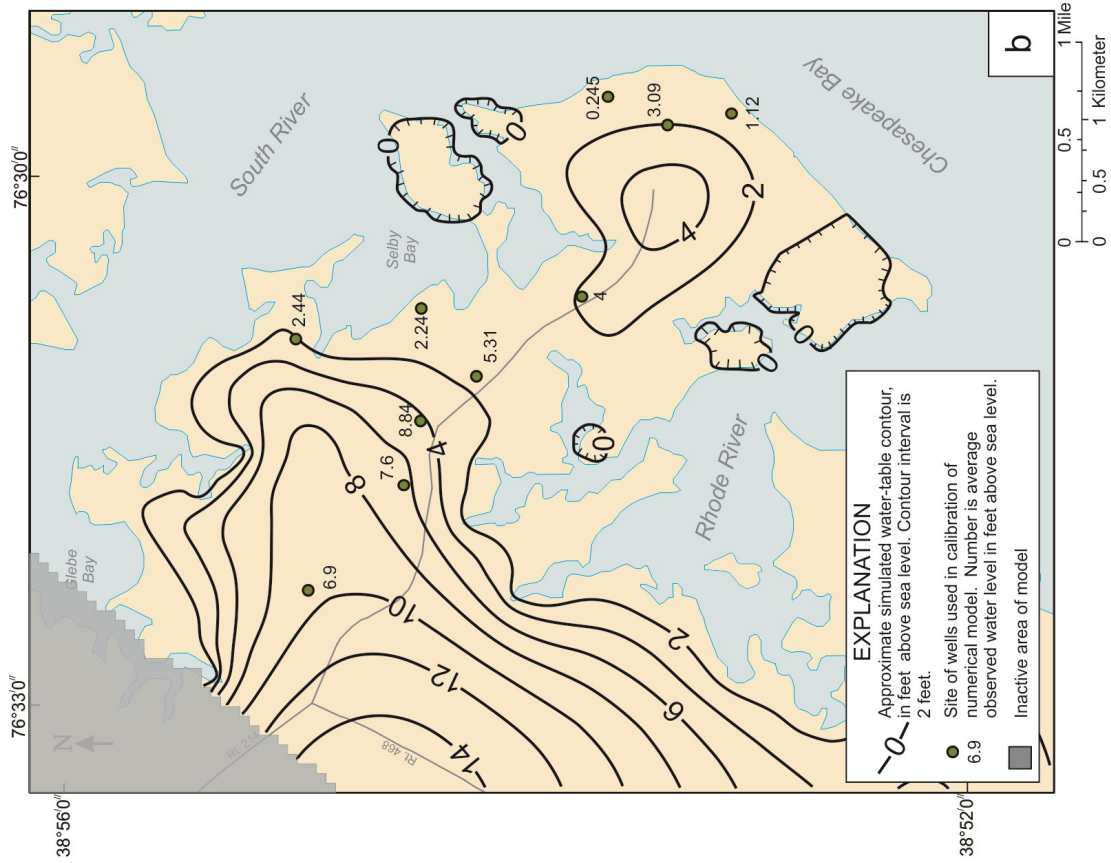 76°33'0"
76°30'0"
38°56'0"
38°52'0"
N
Glebe
Bay
South River
Selby
Bay
Rhode River
Chesapeake Bay
Rt. 214
Rt. 468
2.44
2.24
5.31
8.84
7.6
6.9
4
0.245
3.09
1.12
14
12
10
8
6
4
2
4
2
0
0
0
0
0
EXPLANATION
0
Approximate simulated water-table contour,
in feet above sea level. Contour interval is
2 feet.
6.9
Site of wells used in calibration of
numerical model. Number is average
observed water level in feet above sea level.
Inactive area of model
b
0 0.5 1 Mile
0 0.5 1 Kilometer